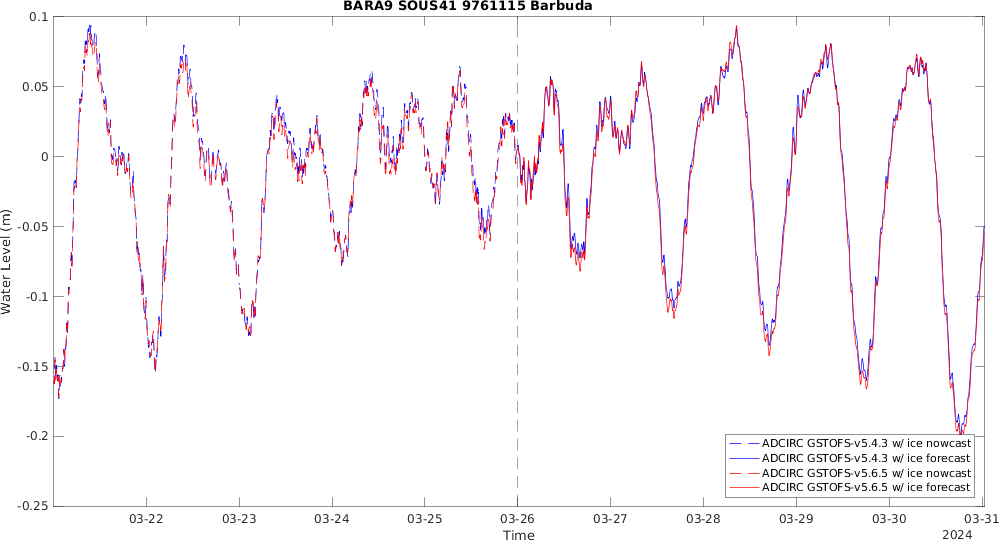 BARA9 SOUS41 9761115 Barbuda
Water Level (m)
0.1
0.05
0
-0.05
-0.1
-0.15
-0.2
-0.25
03-22
03-23
03-24
03-25
03-26
03-27
03-28
03-29
03-30
03-31
Time
2024
ADCIRC GSTOFS-v5.4.3 w/ ice nowcast
ADCIRC GSTOFS-v5.4.3 w/ ice forecast
ADCIRC GSTOFS-v5.6.5 w/ ice nowcast
ADCIRC GSTOFS-v5.6.5 w/ ice forecast